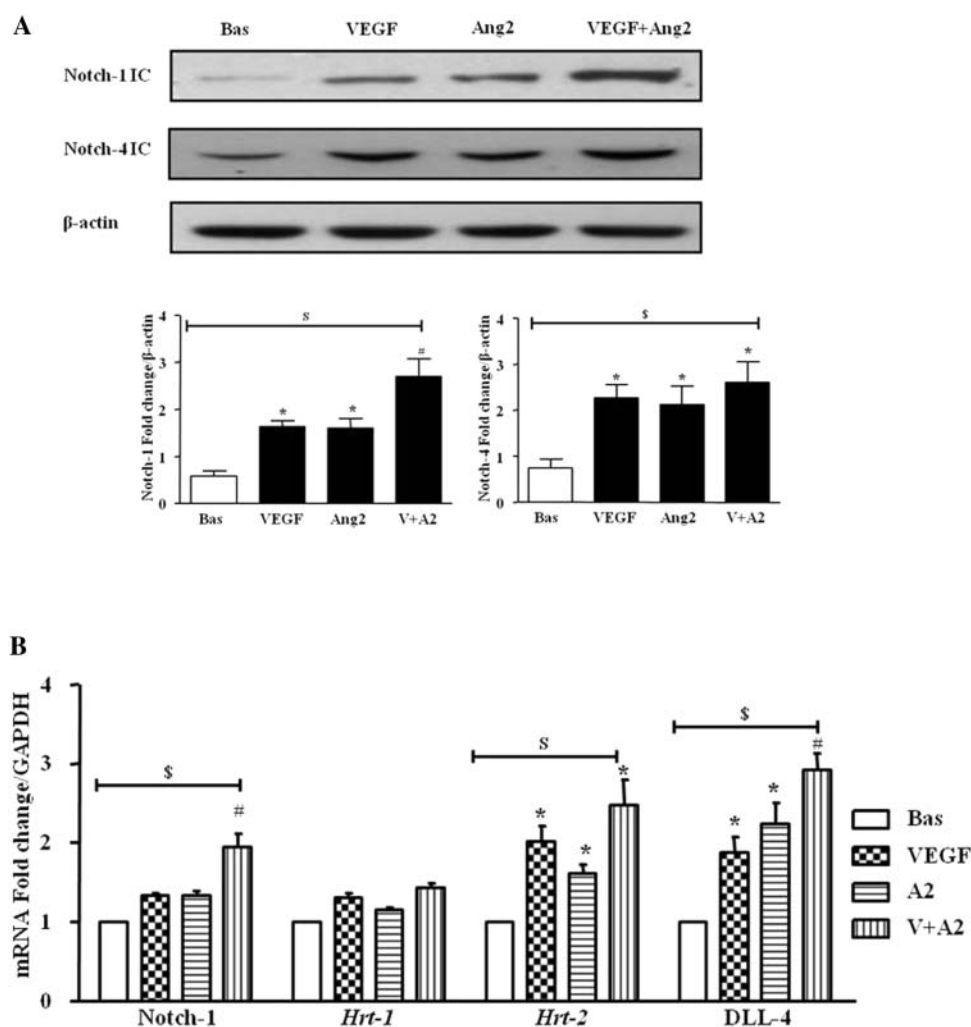 A
Bas VEGF Ang2 VEGF+Ang2
Notch-1IC
Notch-4IC
β-actin
Notch-1 Fold change/β-actin
4
3
2
1
0
s
* * #
Bas VEGF Ang2 V+A2
Notch-4 Fold change/β-actin
4
3
2
1
0
$
* * *
Bas VEGF Ang2 V+A2
B
mRNA Fold change/GAPDH
4
3
2
1
0
$
#
s
* * *
$
* * #
Notch-1 Hrt-1 Hrt-2 DLL-4
Bas
VEGF
A2
V+A2